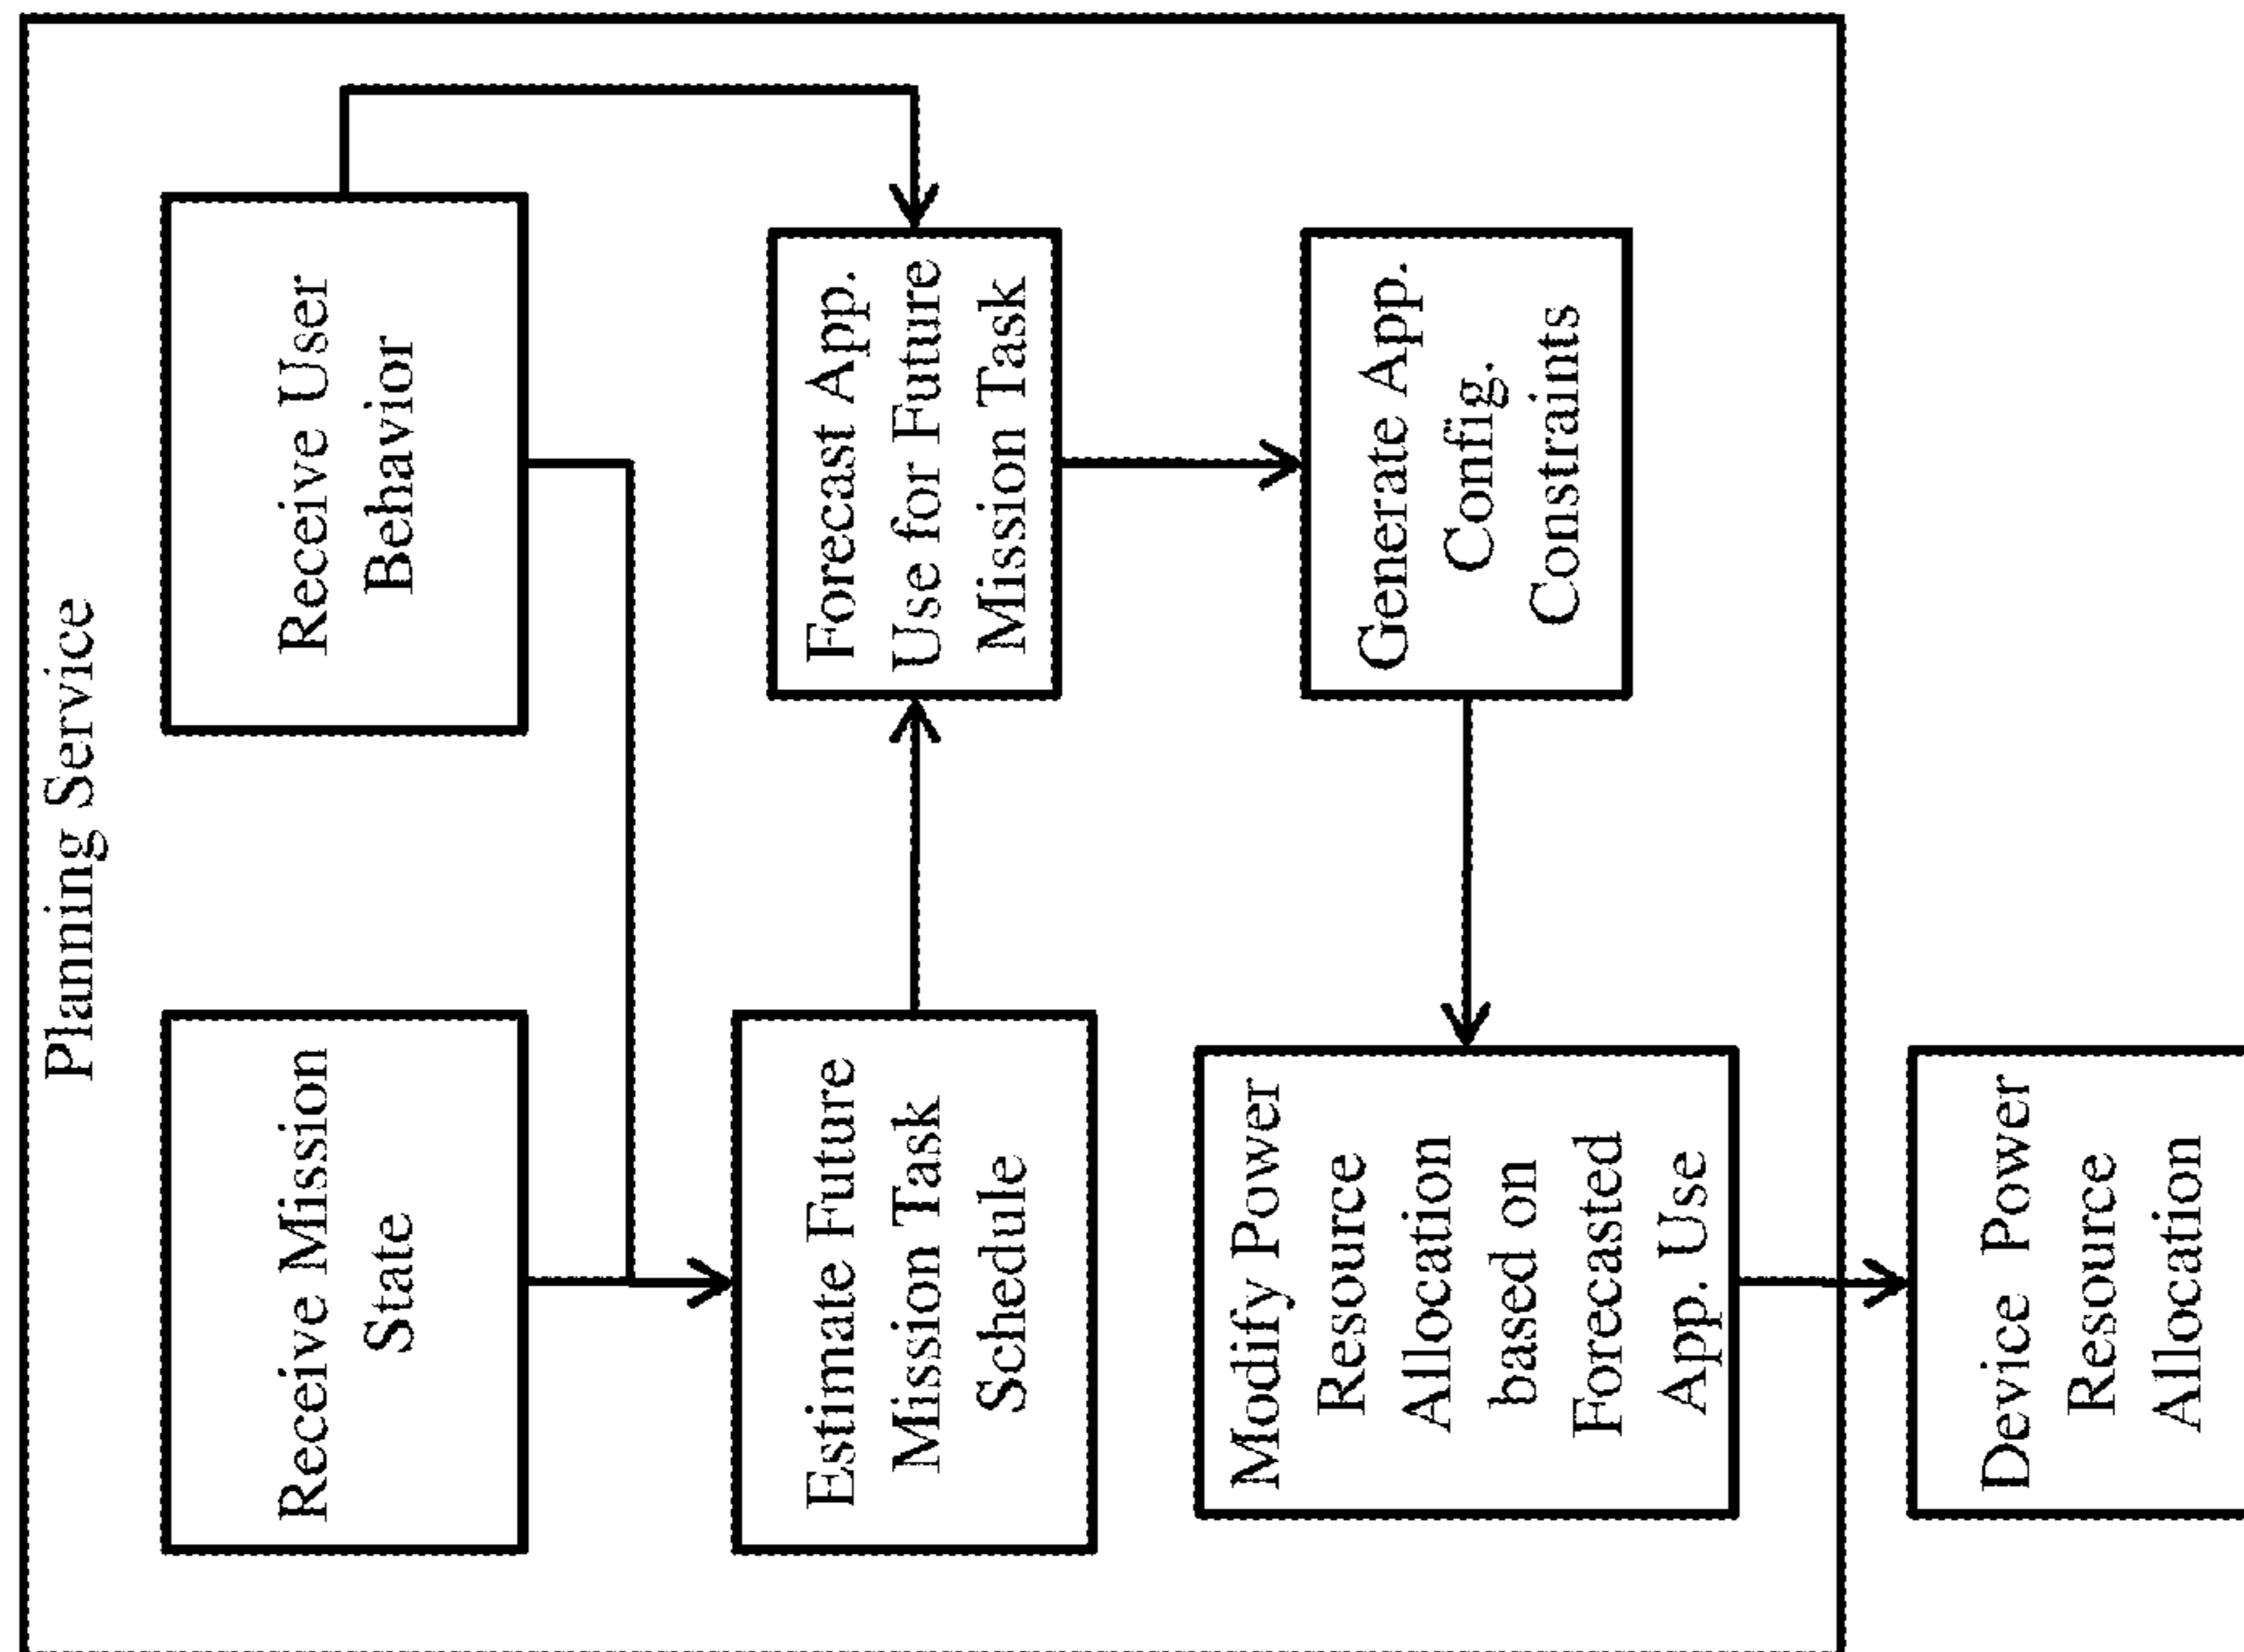 Planning Service
Receive Mission
State
Receive User
Behavior
Estimate Future
Mission Task
Schedule
Forecast App.
Use for Future
Mission Task
Modify Power
Resource
Allocation
based on
Forecasted
App. Use
Generate App.
Config.
Constraints
Device Power
Resource
Allocation